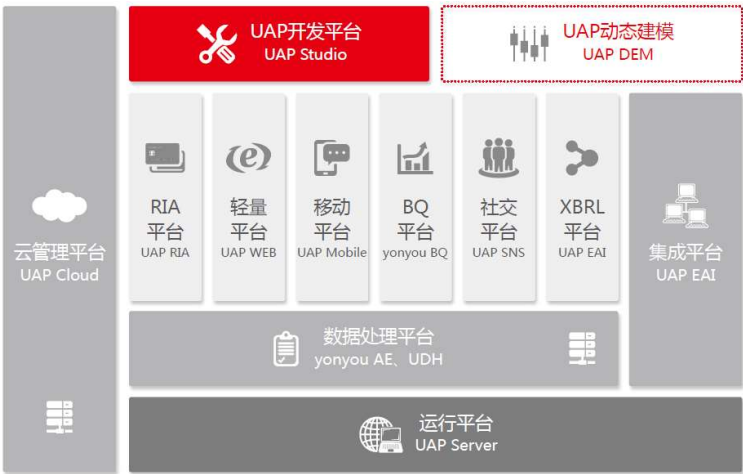 UAP开发平台
UAP Studio
UAP动态建模
UAP DEM
云管理平台
UAP Cloud
RIA
平台
UAP RIA
轻量
平台
UAP WEB
移动
平台
UAP Mobile
BQ
平台
yonyou BQ
社交
平台
UAP SNS
XBRL
平台
UAP EAI
集成平台
UAP EAI
数据处理平台
yonyou AE、UDH
运行平台
UAP Server